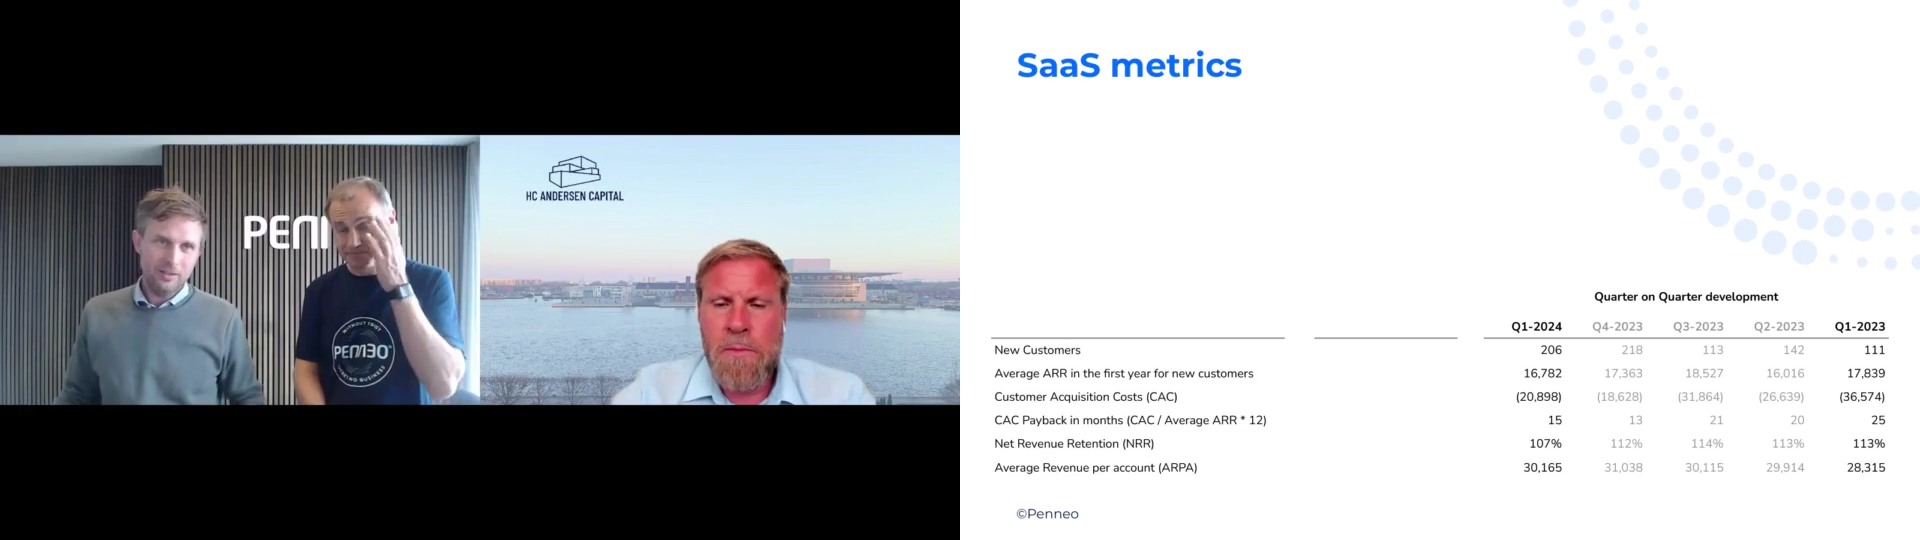 PENN
WITHOUT TRUST
PENNEO
NO BUSINESS
HC ANDERSEN CAPITAL
SaaS metrics
Quarter on Quarter development
Q1-2024 Q4-2023 Q3-2023 Q2-2023 Q1-2023
New Customers 206 218 113 142 111
Average ARR in the first year for new customers 16,782 17,363 18,527 16,016 17,839
Customer Acquisition Costs (CAC) (20,898) (18,628) (31,864) (26,639) (36,574)
CAC Payback in months (CAC / Average ARR * 12) 15 13 21 20 25
Net Revenue Retention (NRR) 107% 112% 114% 113% 113%
Average Revenue per account (ARPA) 30,165 31,038 30,115 29,914 28,315
©Penneo